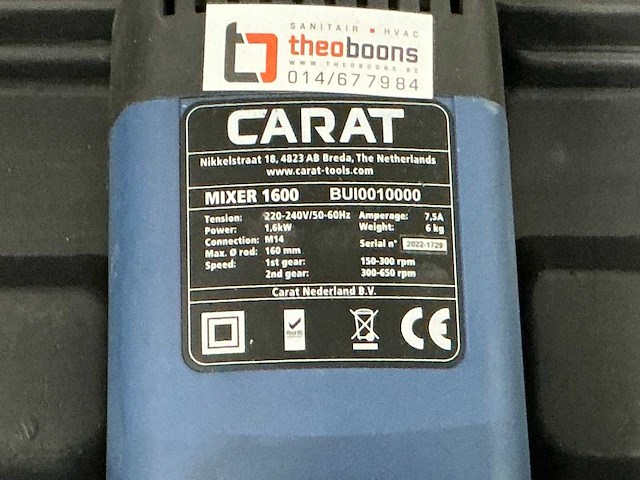 SANITAIR ▪ HVAC
theoboons
WWW.THEOBOONS.BE
014/677984
CARAT
Nikkelstraat 18, 4823 AB Breda, The Netherlands
www.carat-tools.com
MIXER 1600 BUI0010000
Tension: 220-240V/50-60Hz Amperage: 7,5A
Power: 1,6kW Weight: 6 kg
Connection: M14
Max. Ø rod: 160 mm Serial n° 2022-1729
Speed: 1st gear: 150-300 rpm
2nd gear: 300-650 rpm
Carat Nederland B.V.
RoHS
CE